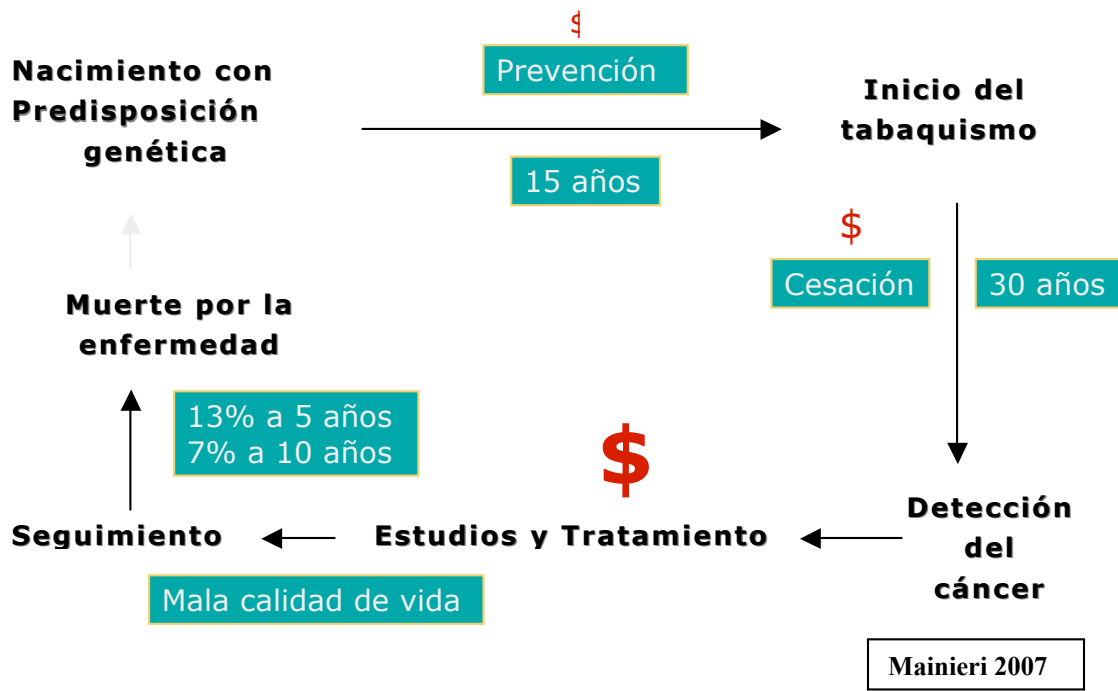 $
Prevención
Nacimiento con
Predisposición
genética
Inicio del
tabaquismo
15 años
$
Cesación
30 años
Muerte por la
enfermedad
13% a 5 años
7% a 10 años
$
Seguimiento
Estudios y Tratamiento
Detección
del
cáncer
Mala calidad de vida
Mainieri 2007